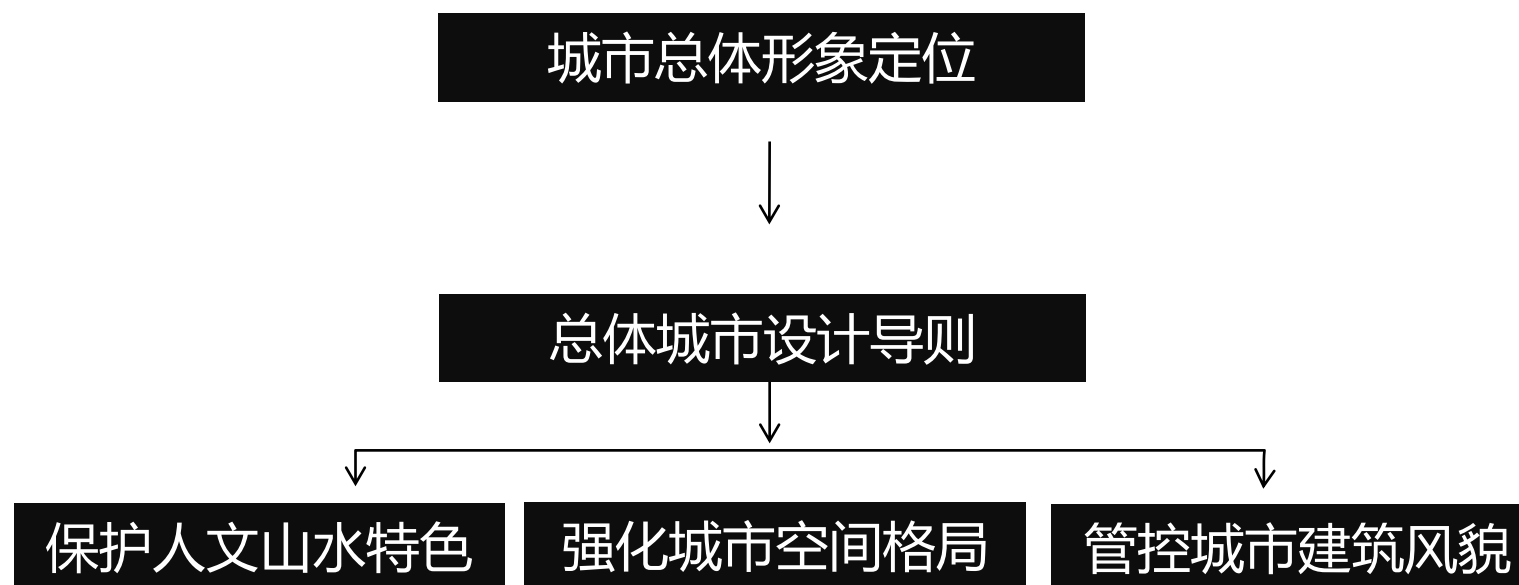 城市总体形象定位
总体城市设计导则
保护人文山水特色
强化城市空间格局
管控城市建筑风貌